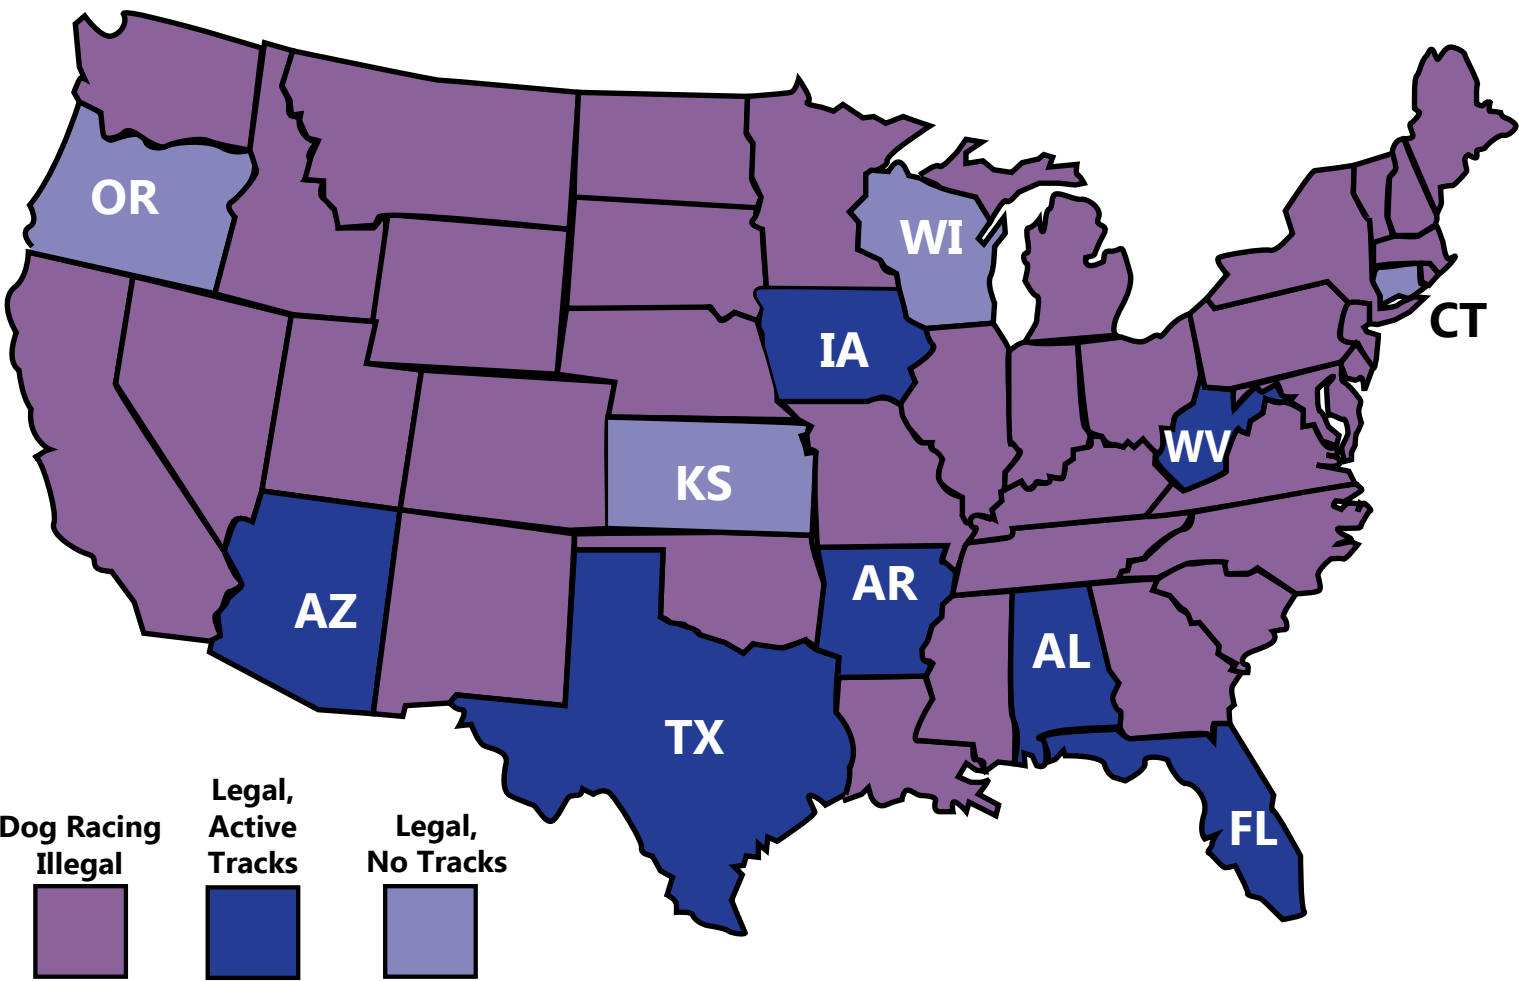 OR
WI
CT
IA
WV
KS
AZ
AR
AL
TX
FL
Dog Racing
Illegal
Legal,
Active
Tracks
Legal,
No Tracks